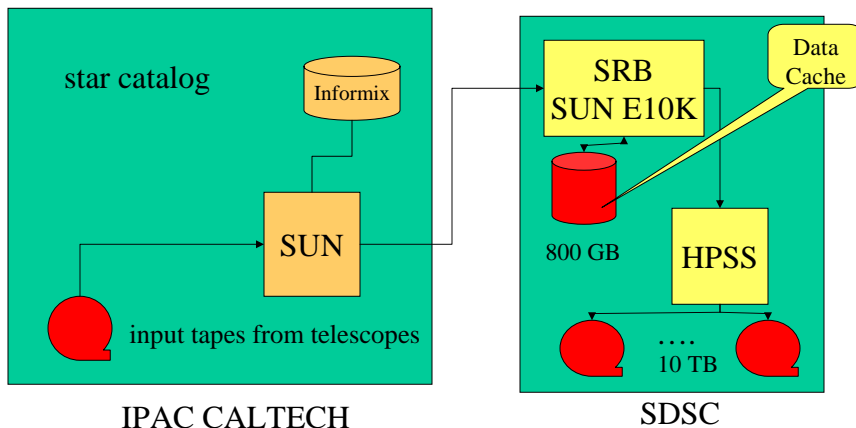 star catalog
Informix
SUN
input tapes from telescopes
IPAC CALTECH
SRB
SUN E10K
Data
Cache
800 GB
HPSS
....
10 TB
SDSC